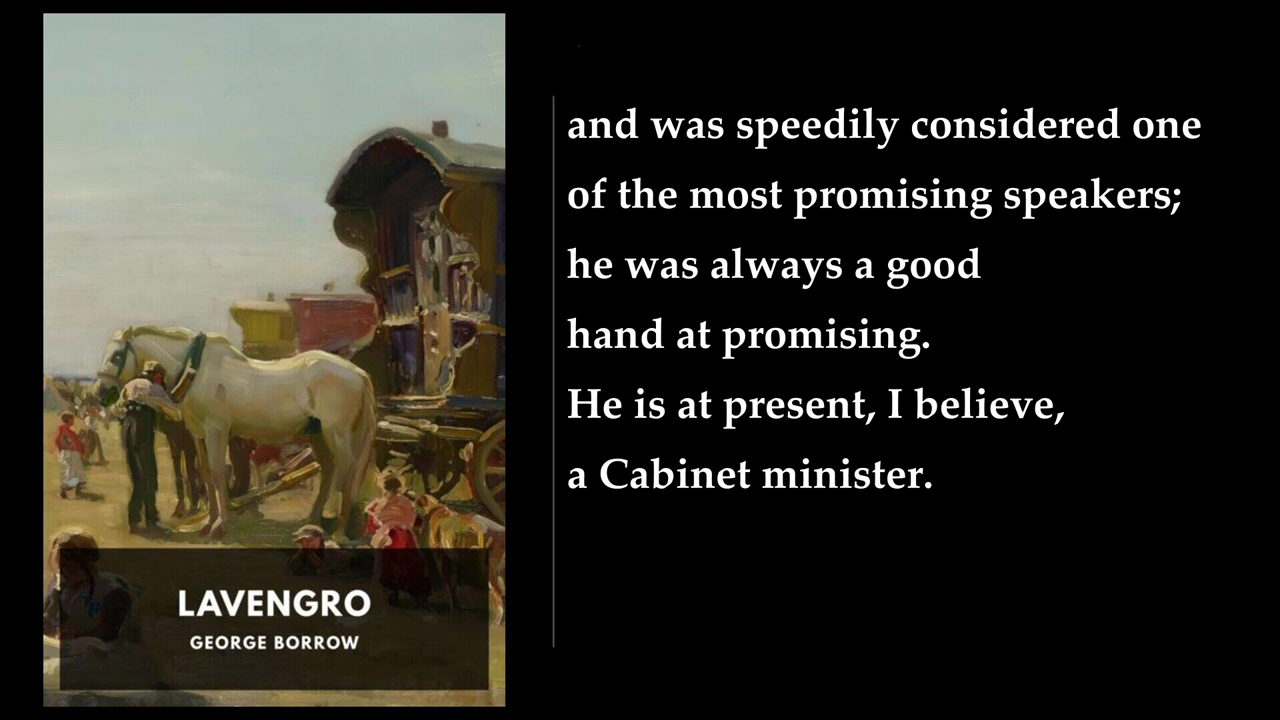 LAVENGRO
GEORGE BORROW
and was speedily considered one
of the most promising speakers;
he was always a good
hand at promising.
He is at present, I believe,
a Cabinet minister.